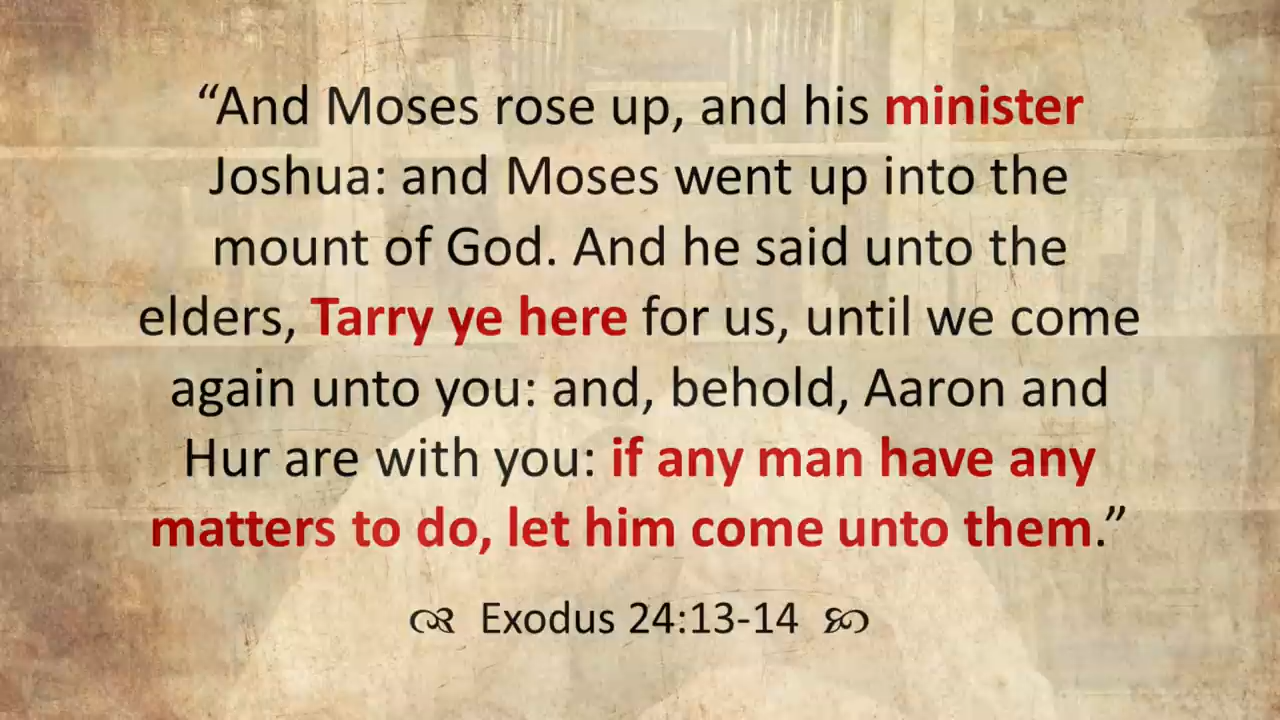 “And Moses rose up, and his minister
Joshua: and Moses went up into the
mount of God. And he said unto the
elders, Tarry ye here for us, until we come
again unto you: and, behold, Aaron and
Hur are with you: if any man have any
matters to do, let him come unto them.”
Exodus 24:13-14